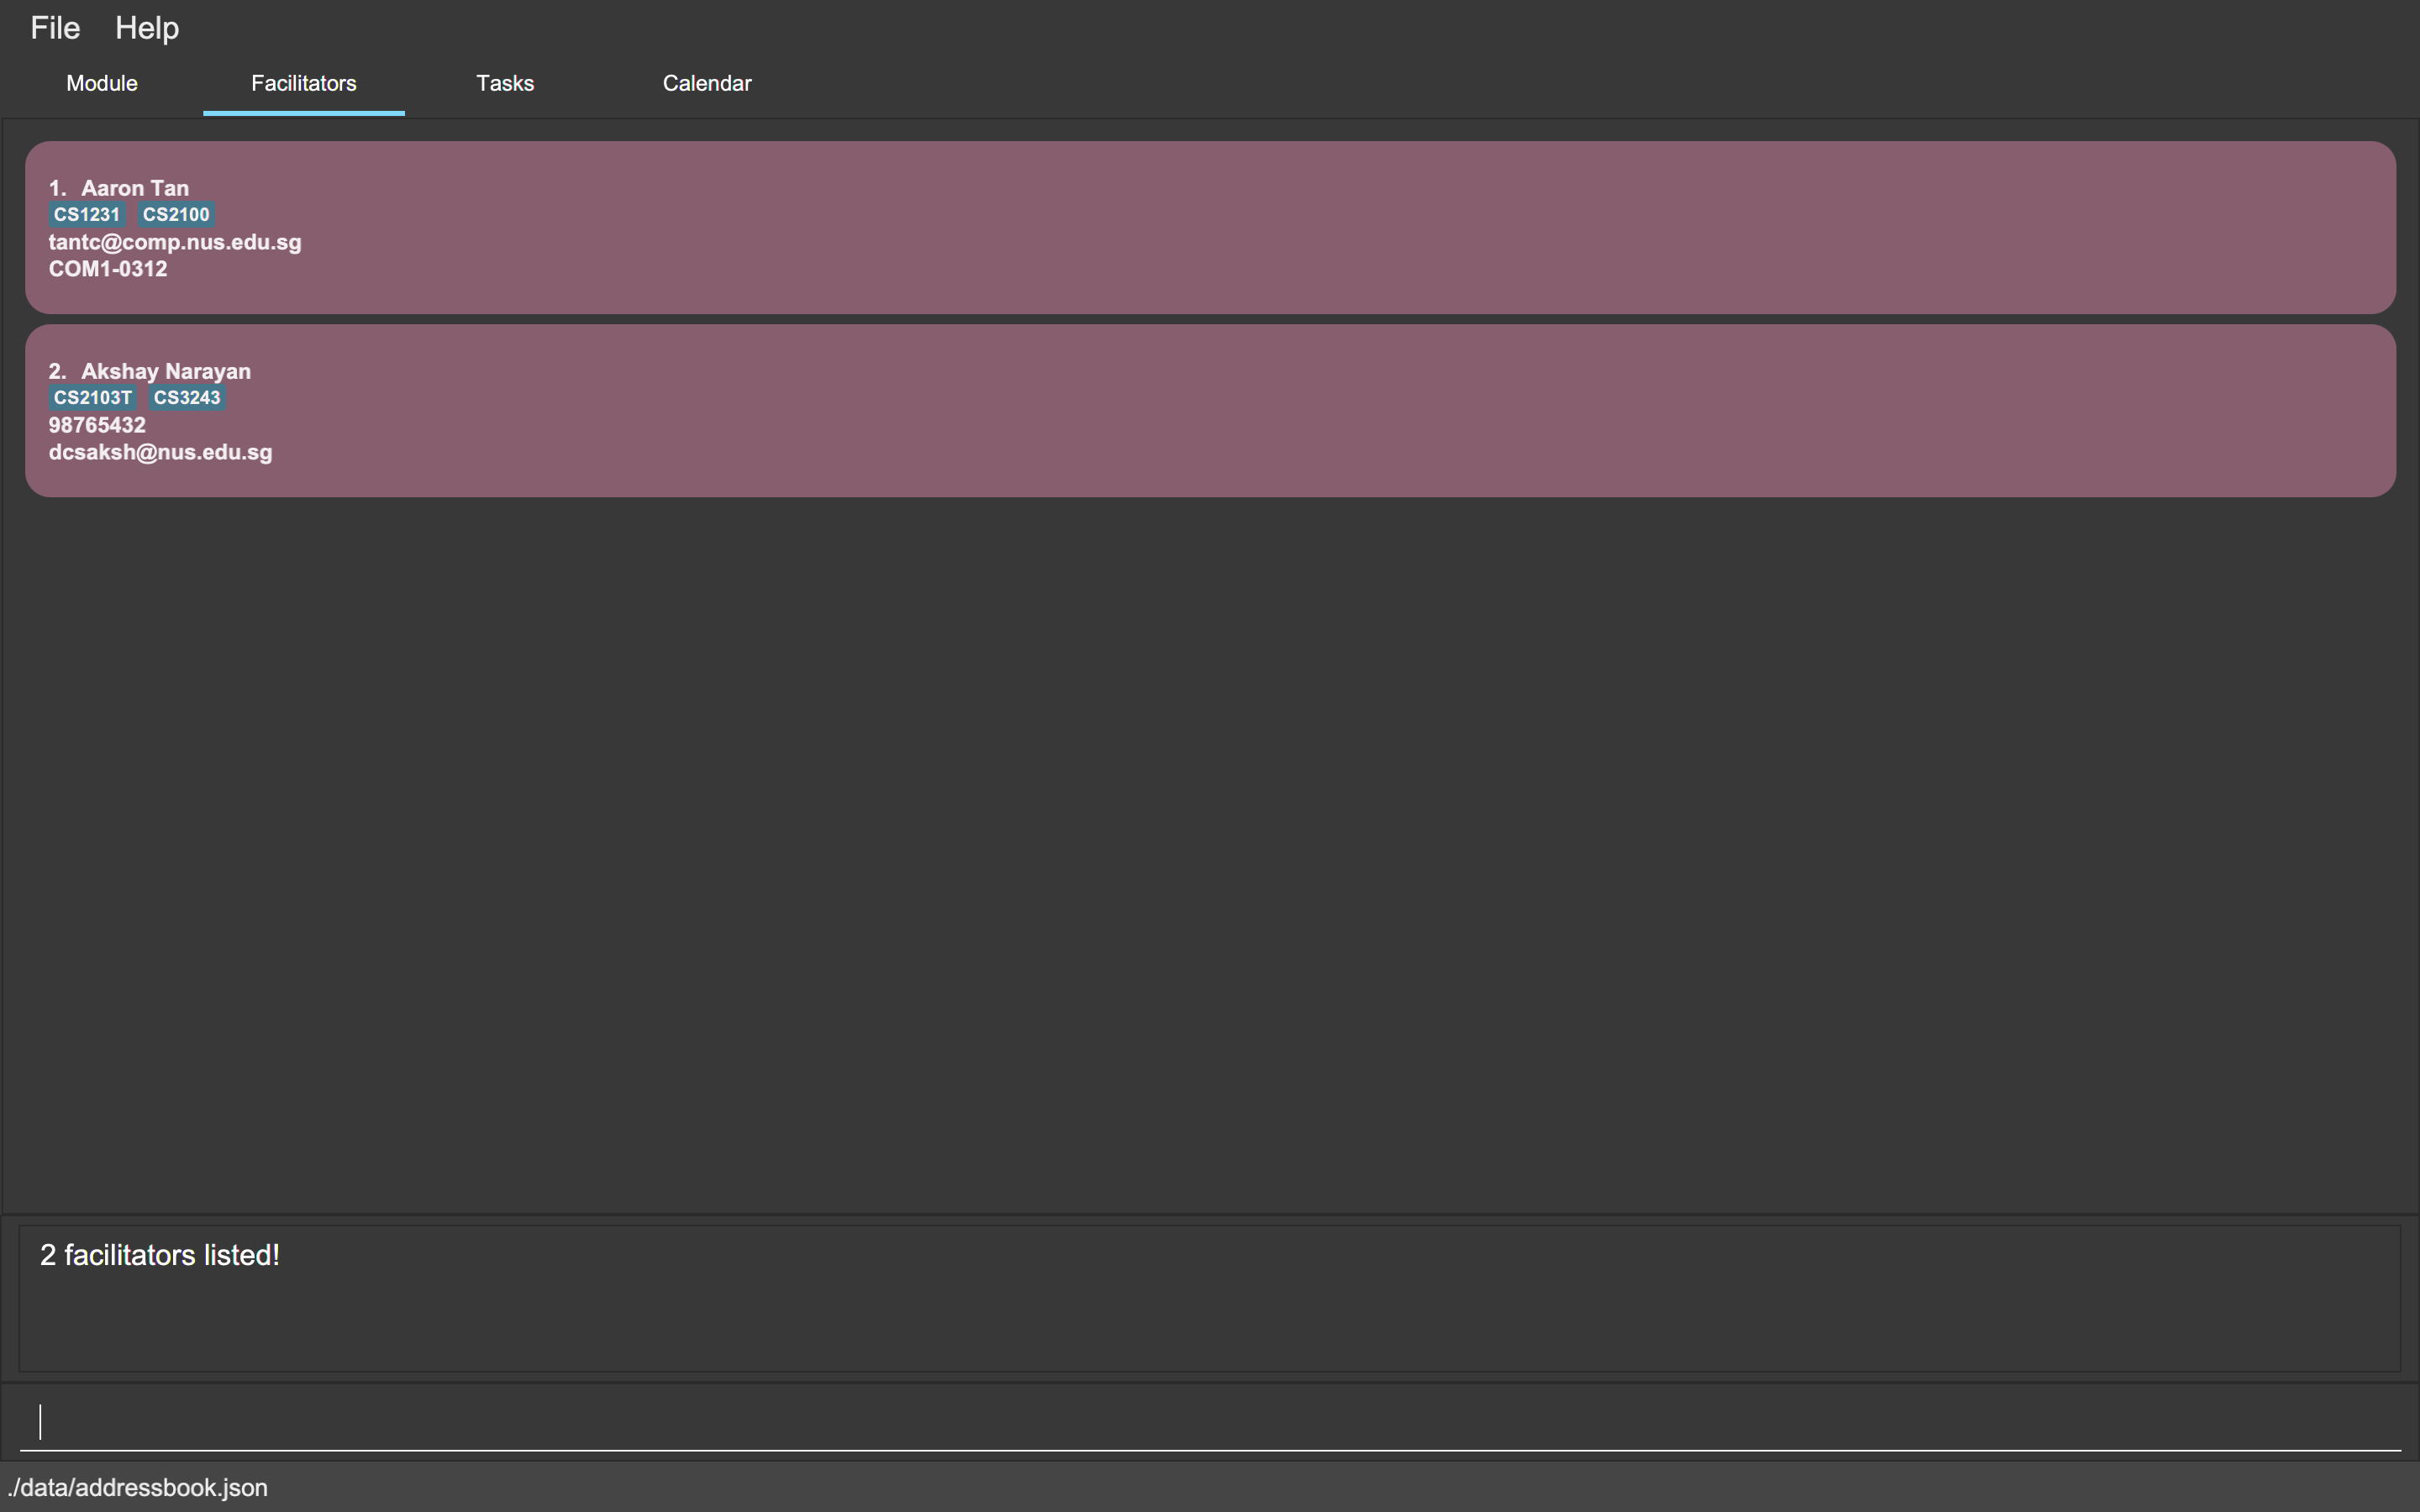 File Help
Module Facilitators Tasks Calendar
1. Aaron Tan
CS1231 CS2100
tantc@comp.nus.edu.sg
COM1-0312
2. Akshay Narayan
CS2103T CS3243
98765432
dcsaksh@nus.edu.sg
2 facilitators listed!
./data/addressbook.json